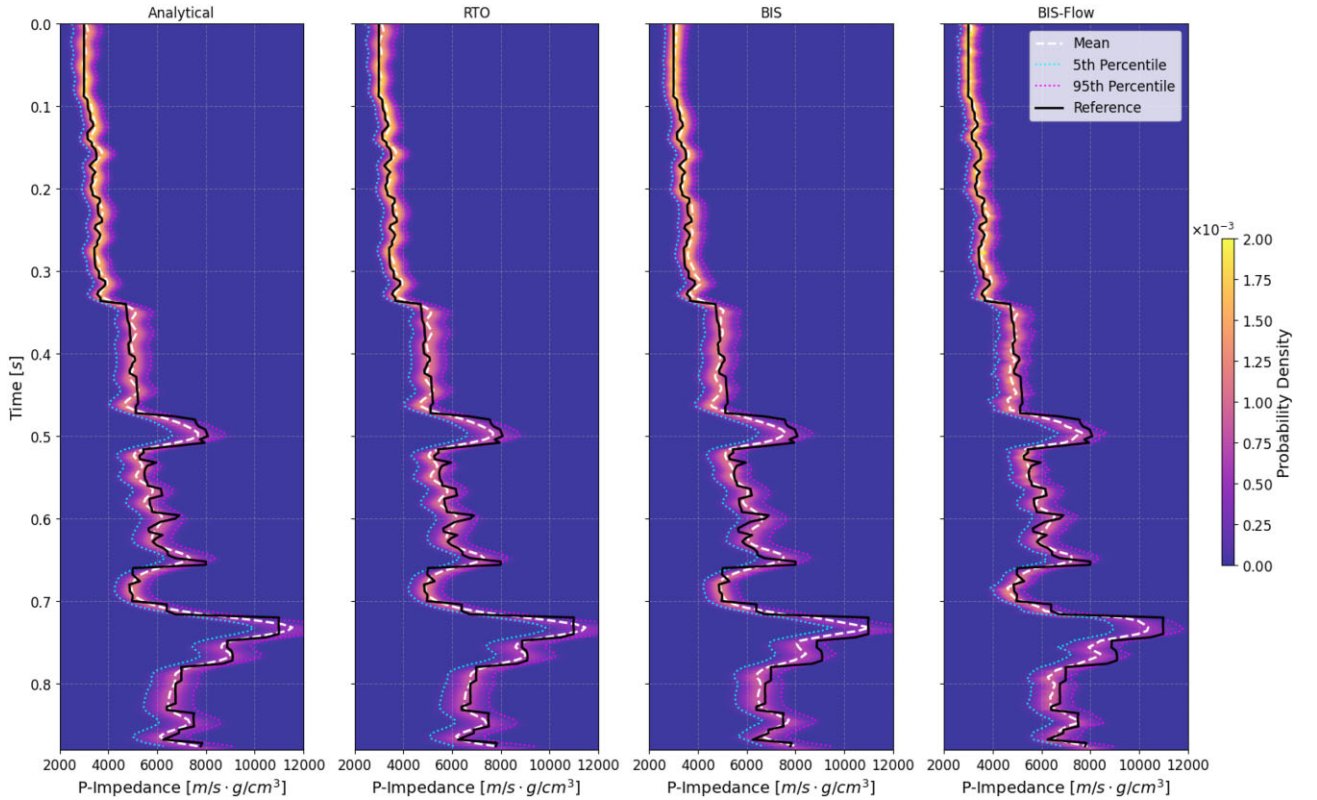 Analytical
RTO
BIS
BIS-Flow
Mean
5th Percentile
95th Percentile
Reference
0.0
0.1
0.2
0.3
0.4
0.5
0.6
0.7
0.8
Time [s]
2000 4000 6000 8000 10000 12000
2000 4000 6000 8000 10000 12000
2000 4000 6000 8000 10000 12000
2000 4000 6000 8000 10000 12000
P-Impedance [m/s · g/cm³]
P-Impedance [m/s · g/cm³]
P-Impedance [m/s · g/cm³]
P-Impedance [m/s · g/cm³]
×10⁻³
2.00
1.75
1.50
1.25
1.00
0.75
0.50
0.25
0.00
Probability Density